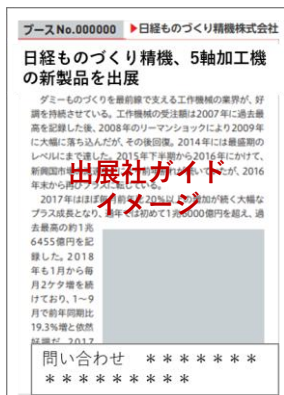 ブースNo.000000 ▶日経ものづくり精機株式会社
日経ものづくり精機、5軸加工機
の新製品を出展
ダミーものづくりを最前線で支える工作機械の業界が、好
調を持続させている。工作機械の受注額は2007年に過去最
高を記録した後、2008年のリーマンショックにより2009年
に大幅に落ち込んだが、その後回復。2014年には最盛期の
レベルにまで達した。2015年下半期から2016年にかけて、
新興国市場
たが、2016
年末から再びプラスに転じている。
出展社ガイド
イメージ
2017年はほぼ毎月前年比20%以上の増加が続く大幅な
プラス成長となり、通年では初めて1兆6000億円を超え、過
去最高の約1兆
6455億円を記
録した。2018
年も1月から毎
月2ケタ増を続
けており、1〜9
月で前年同期比
19.3%増と依然
好調が 2017
問い合わせ *******
*********